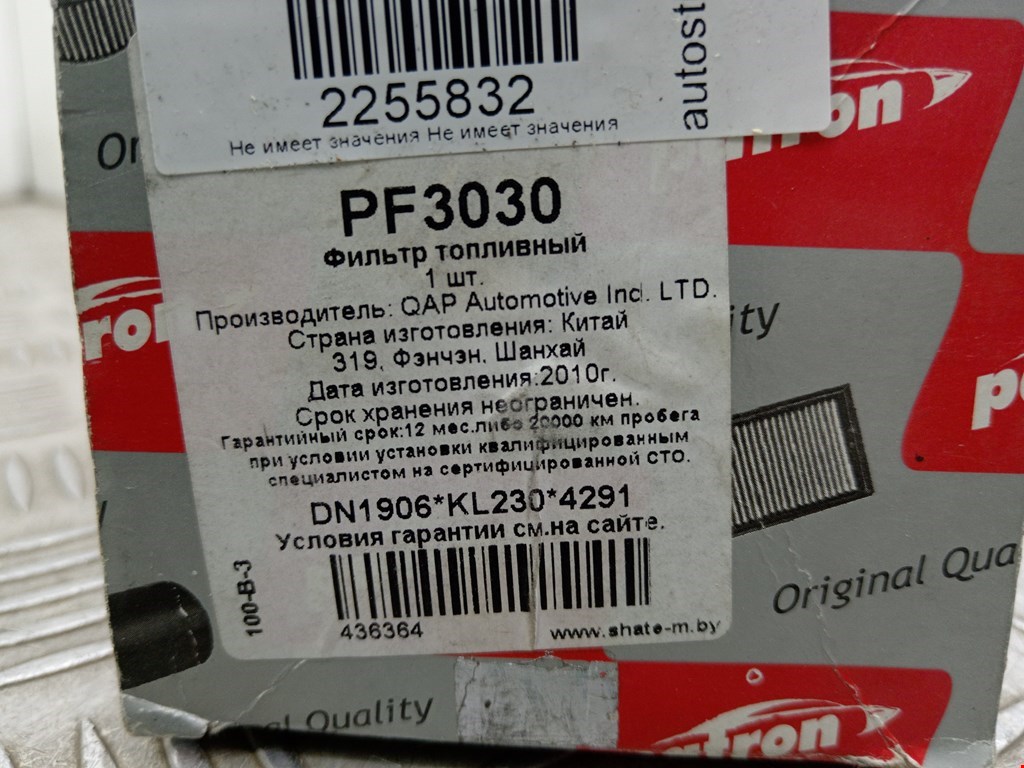 2255832
Не имеет значения Не имеет значения
autost
PF3030
Фильтр топливный
1 шт.
Производитель: QAP Automotive Incl. LTD.
Страна изготовления: Китай
319, Фэнчэн, Шанхай
Дата изготовления:2010г.
Срок хранения неограничен.
Гарантийный срок:12 мес.либо 20000 км пробега
при условии установки квалифицированным
специалистом на сертифицированной СТО.
DN1906*KL230*4291
Условия гарантии см.на сайте.
100-B-3
436364
www.shate-m.by
Original Qua
Quality
patron